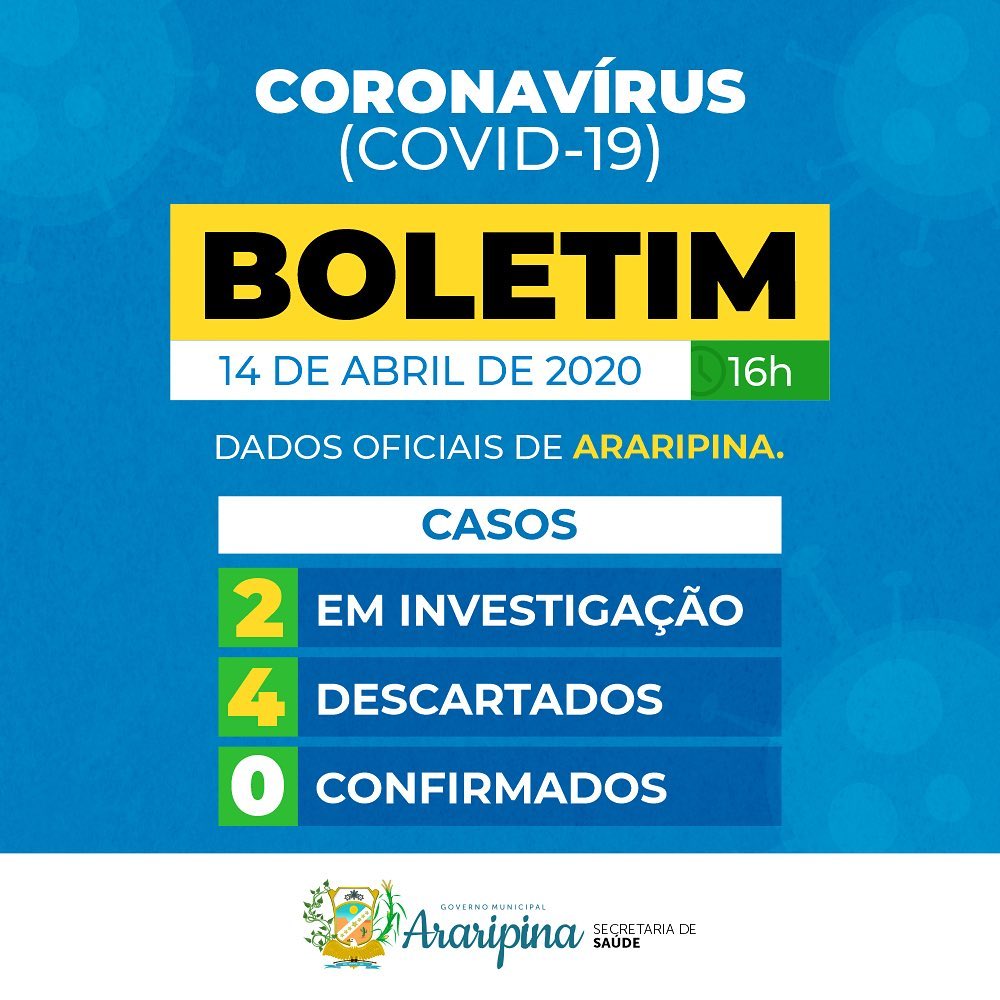 CORONAVÍRUS
(COVID-19)
BOLETIM
14 DE ABRIL DE 2020 16h
DADOS OFICIAIS DE ARARIPINA.
CASOS
2 EM INVESTIGAÇÃO
4 DESCARTADOS
0 CONFIRMADOS
GOVERNO MUNICIPAL
Araripina
SECRETARIA DE
SAÚDE